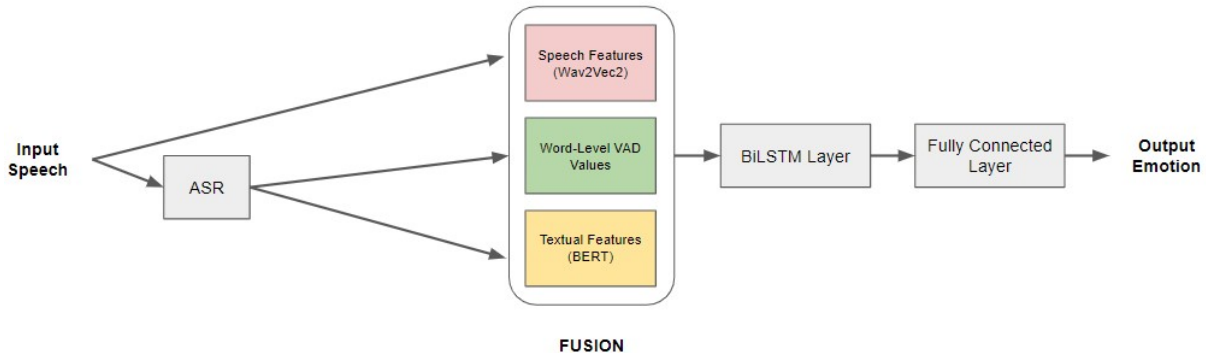 Input
Speech
ASR
Speech Features
(Wav2Vec2)
Word-Level VAD
Values
Textual Features
(BERT)
FUSION
BiLSTM Layer
Fully Connected
Layer
Output
Emotion